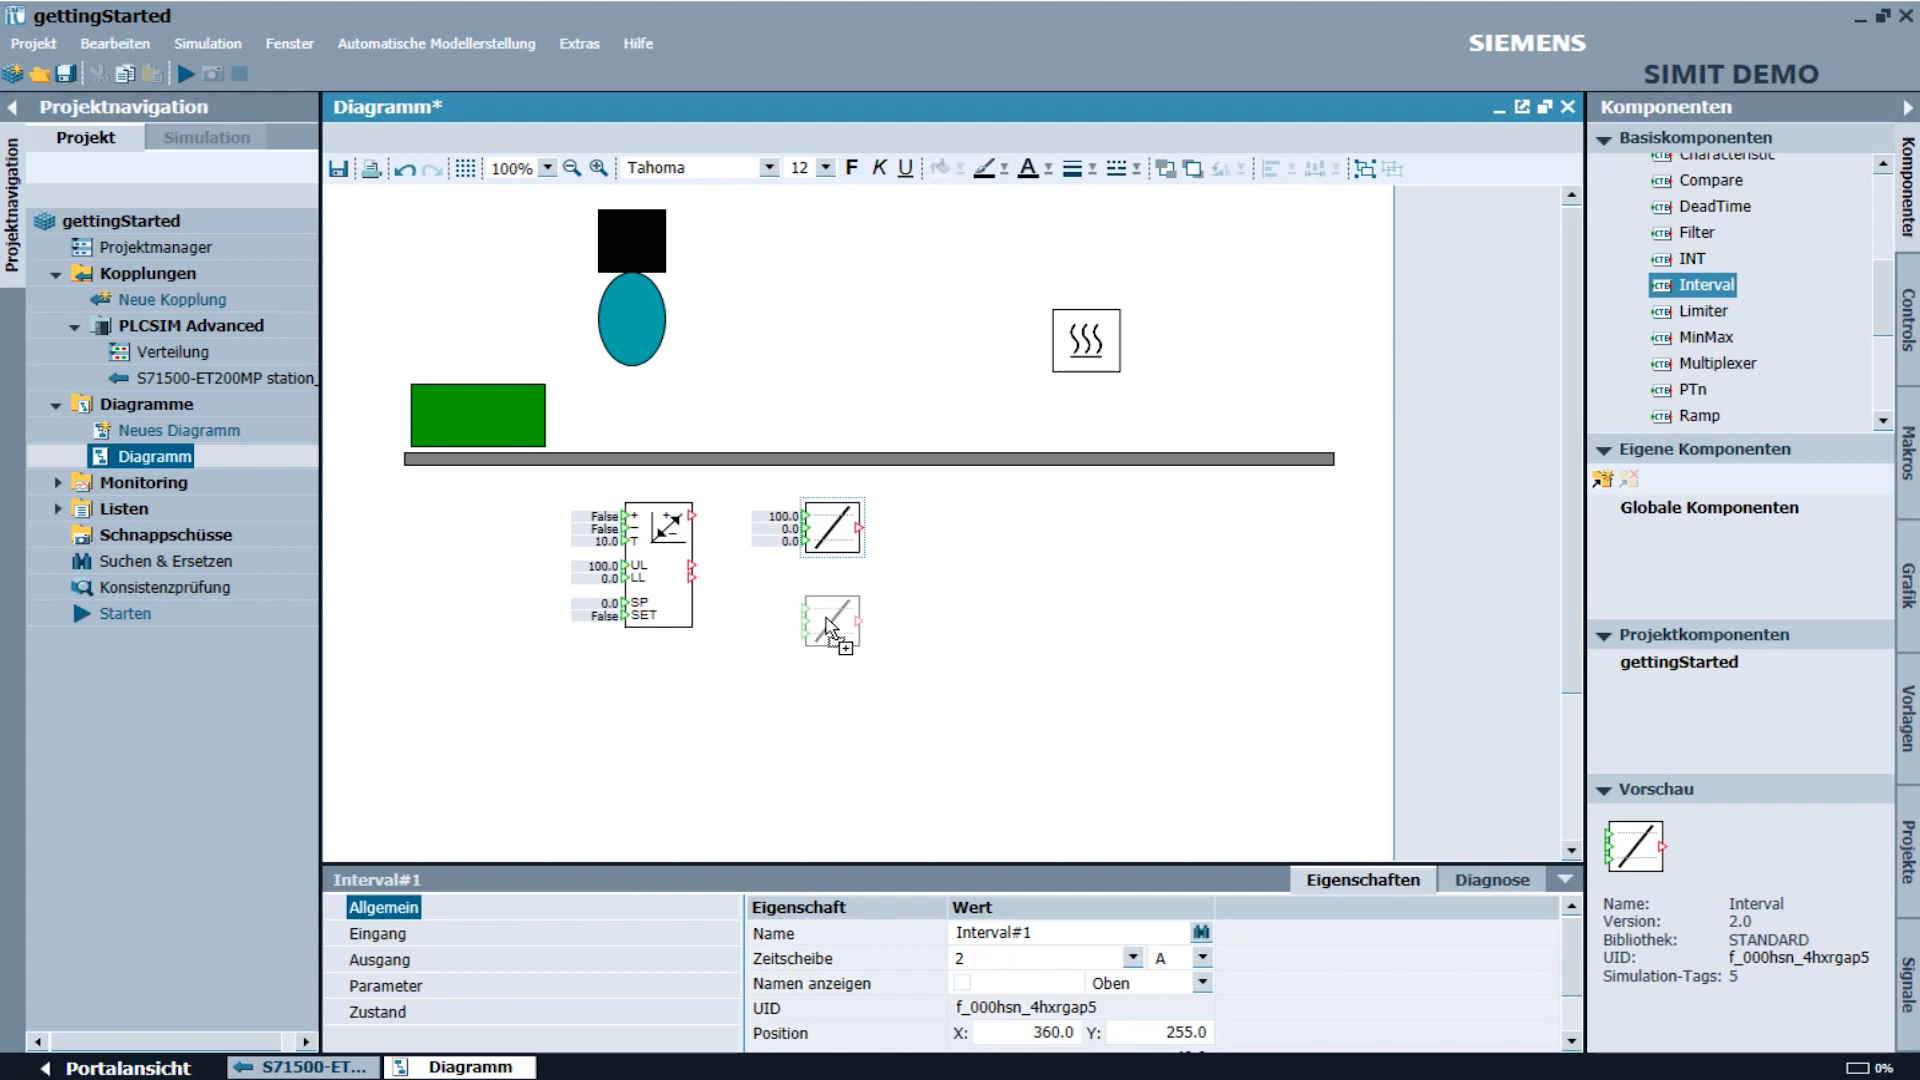 gettingStarted
Projekt Bearbeiten Simulation Fenster Automatische Modellerstellung Extras Hilfe
SIEMENS
SIMIT DEMO
Projektnavigation
Projektnavigation
Projekt Simulation
gettingStarted
Projektmanager
Kopplungen
Neue Kopplung
PLCSIM Advanced
Verteilung
S71500-ET200MP station_
Diagramme
Neues Diagramm
Diagramm
Monitoring
Listen
Schnappschüsse
Suchen & Ersetzen
Konsistenzprüfung
Starten
Diagramm*
100% Tahoma 12 F K U A
False +
False −
10.0 T
100.0 UL
0.0 LL
0.0 SP
False SET
100.0
0.0
0.0
Interval#1
Eigenschaften Diagnose
Allgemein
Eingang
Ausgang
Parameter
Zustand
Eigenschaft Wert
Name Interval#1
Zeitscheibe 2 A
Namen anzeigen Oben
UID f_000hsn_4hxrgap5
Position X: 360.0 Y: 255.0
Komponenten
Basiskomponenten
Characteristic
Compare
DeadTime
Filter
INT
Interval
Limiter
MinMax
Multiplexer
PTn
Ramp
Eigene Komponenten
Globale Komponenten
Projektkomponenten
gettingStarted
Vorschau
Name: Interval
Version: 2.0
Bibliothek: STANDARD
UID: f_000hsn_4hxrgap5
Simulation-Tags: 5
Komponenten
Controls
Makros
Grafik
Vorlagen
Projekte
Signale
Portalansicht S71500-ET... Diagramm 0%